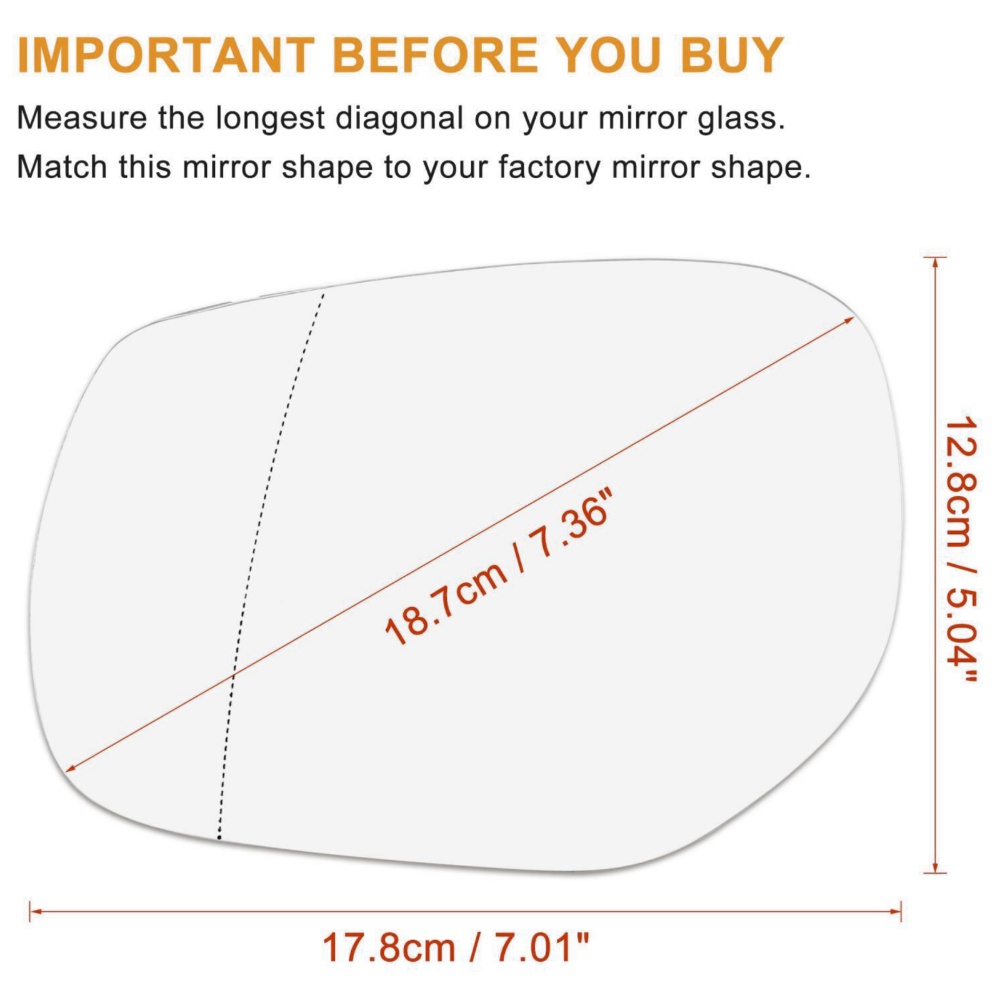 IMPORTANT BEFORE YOU BUY
Measure the longest diagonal on your mirror glass.
Match this mirror shape to your factory mirror shape.
18.7cm / 7.36"
12.8cm / 5.04"
17.8cm / 7.01"